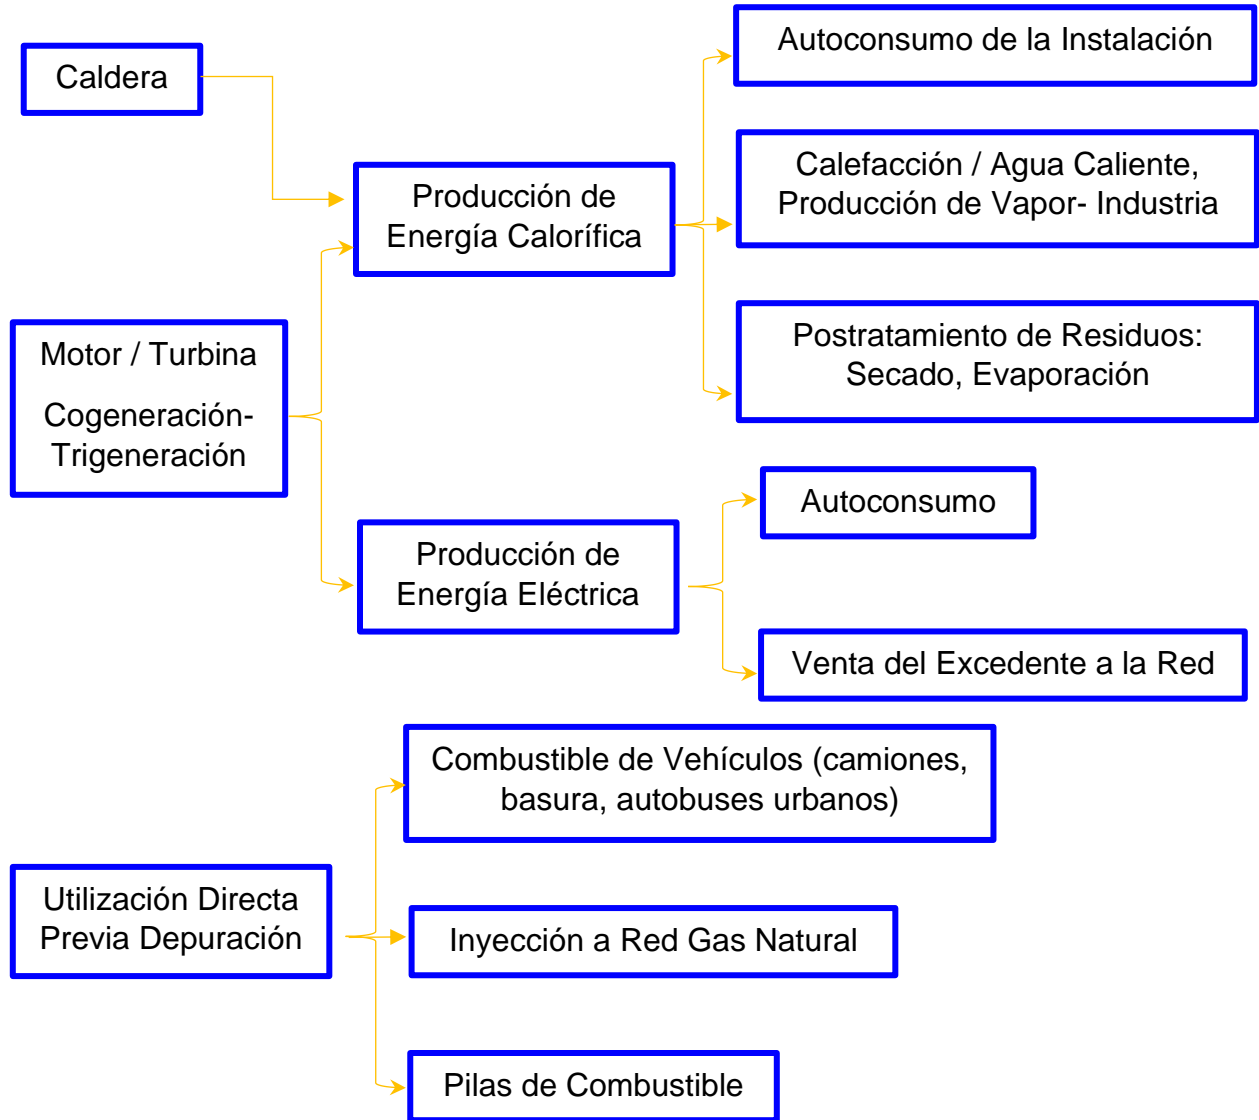 Caldera
Autoconsumo de la Instalación
Producción de
Energía Calorífica
Calefacción / Agua Caliente,
Producción de Vapor- Industria
Motor / Turbina
Cogeneración-
Trigeneración
Postratamiento de Residuos:
Secado, Evaporación
Producción de
Energía Eléctrica
Autoconsumo
Venta del Excedente a la Red
Utilización Directa
Previa Depuración
Combustible de Vehículos (camiones,
basura, autobuses urbanos)
Inyección a Red Gas Natural
Pilas de Combustible